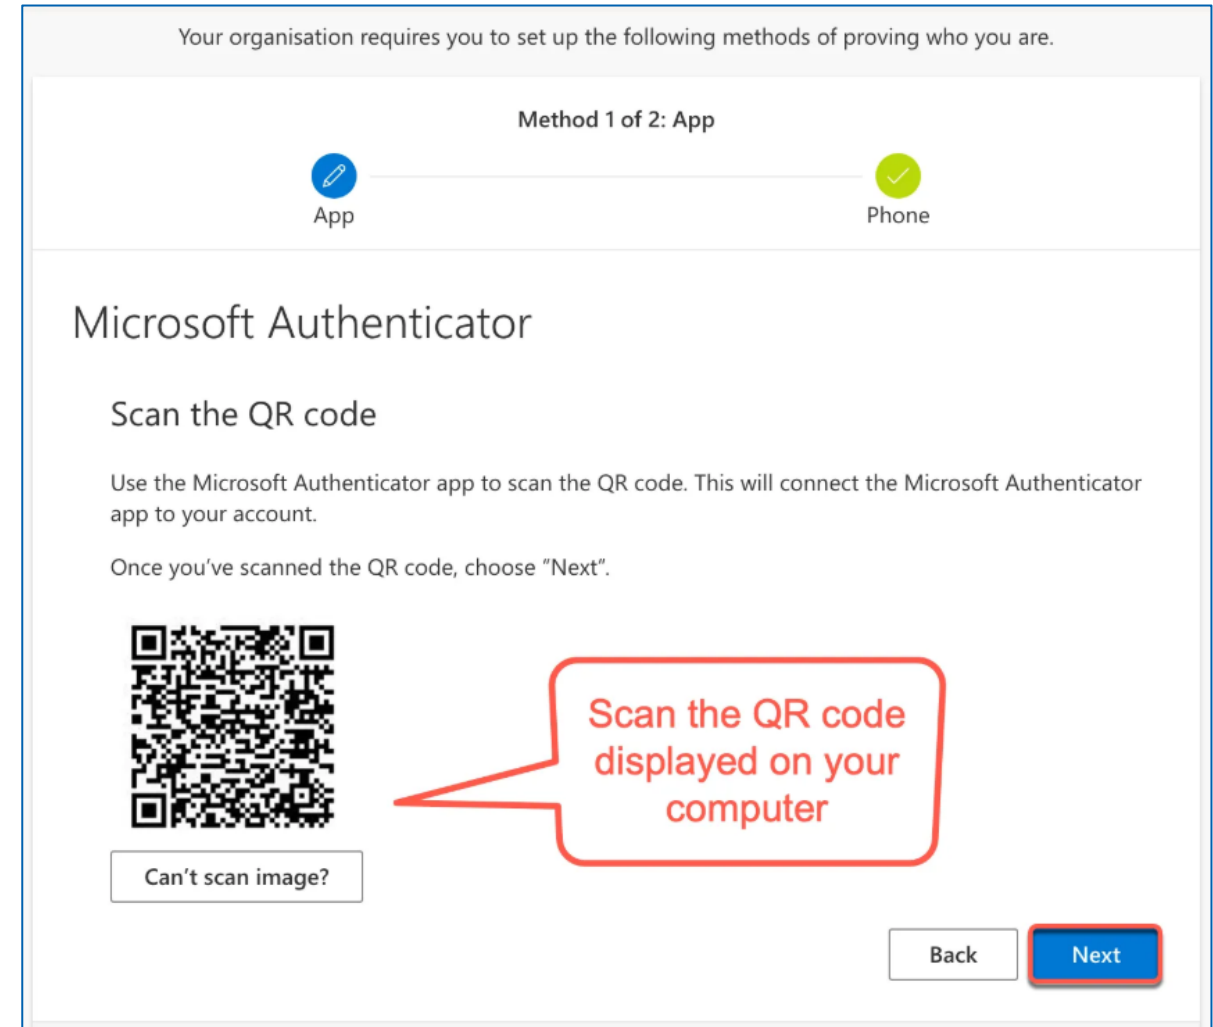 Your organisation requires you to set up the following methods of proving who you are.
Method 1 of 2: App
App
Phone
Microsoft Authenticator
Scan the QR code
Use the Microsoft Authenticator app to scan the QR code. This will connect the Microsoft Authenticator
app to your account.
Once you’ve scanned the QR code, choose “Next”.
Scan the QR code
displayed on your
computer
Can’t scan image?
Back
Next